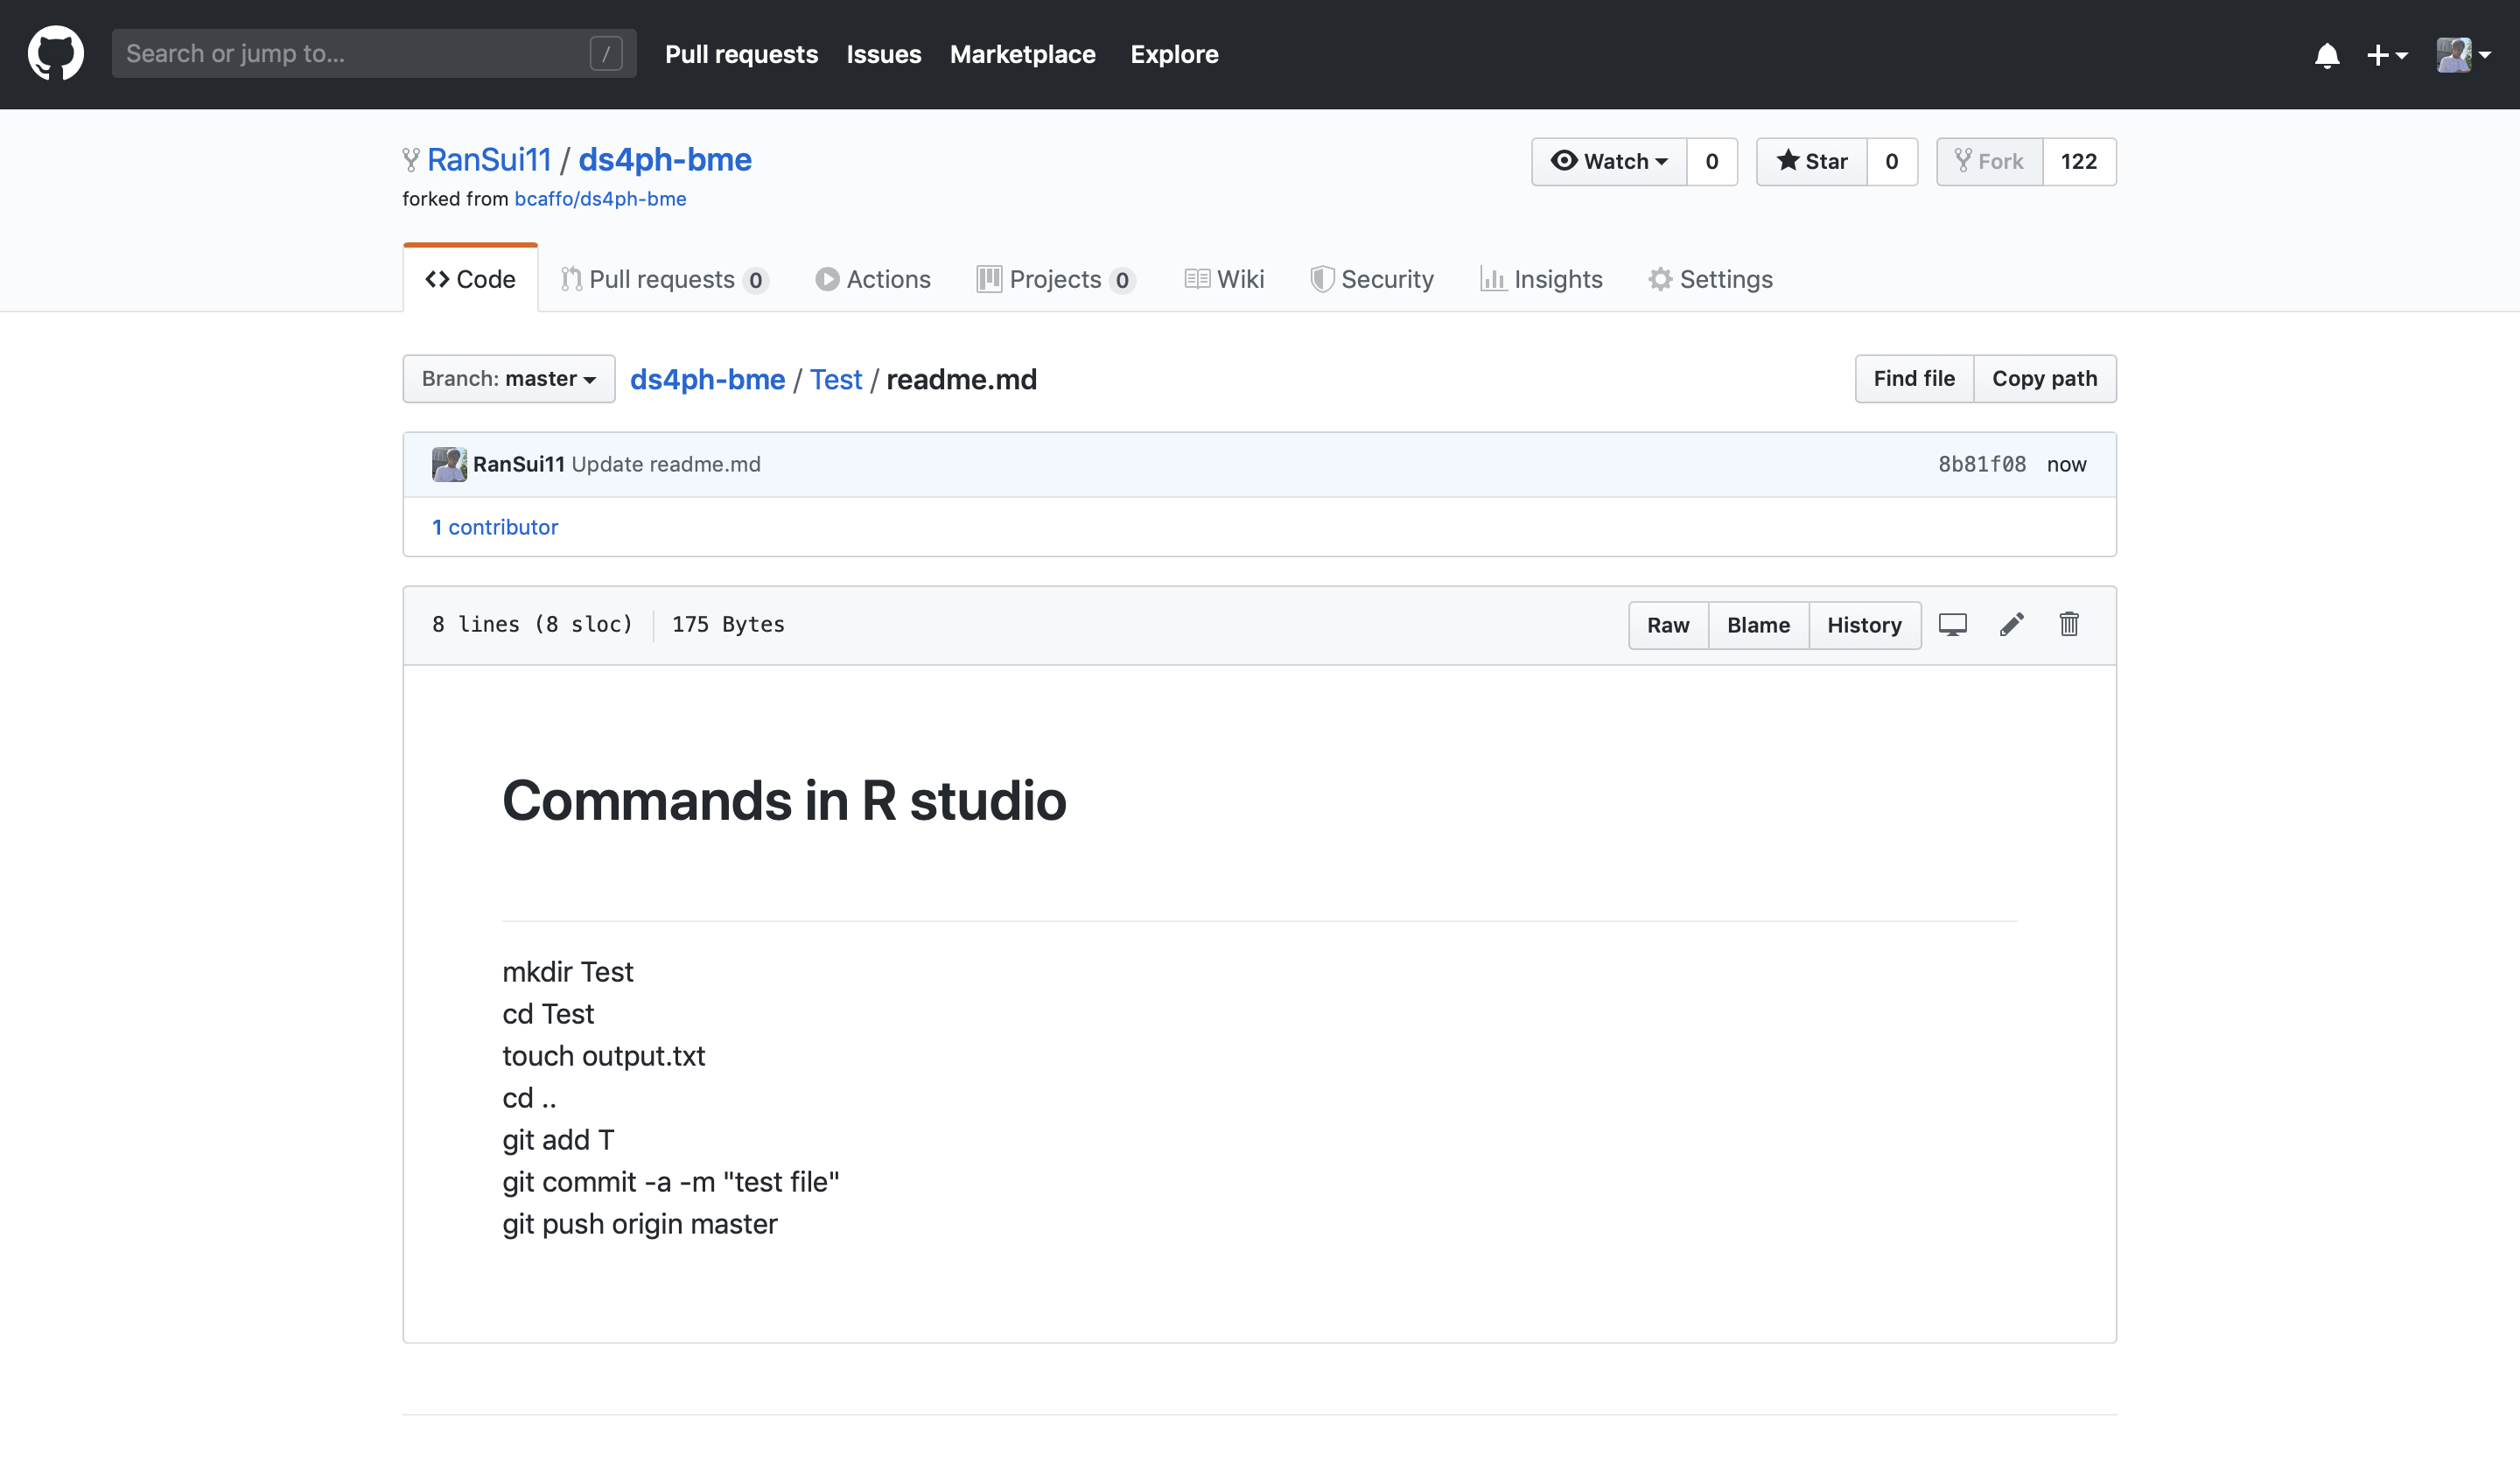 Search or jump to... /
Pull requests Issues Marketplace Explore
RanSui11 / ds4ph-bme
forked from bcaffo/ds4ph-bme
Watch 0 Star 0 Fork 122
Code Pull requests 0 Actions Projects 0 Wiki Security Insights Settings
Branch: master ds4ph-bme / Test / readme.md Find file Copy path
RanSui11 Update readme.md 8b81f08 now
1 contributor
8 lines (8 sloc) 175 Bytes Raw Blame History
Commands in R studio
mkdir Test
cd Test
touch output.txt
cd ..
git add T
git commit -a -m "test file"
git push origin master